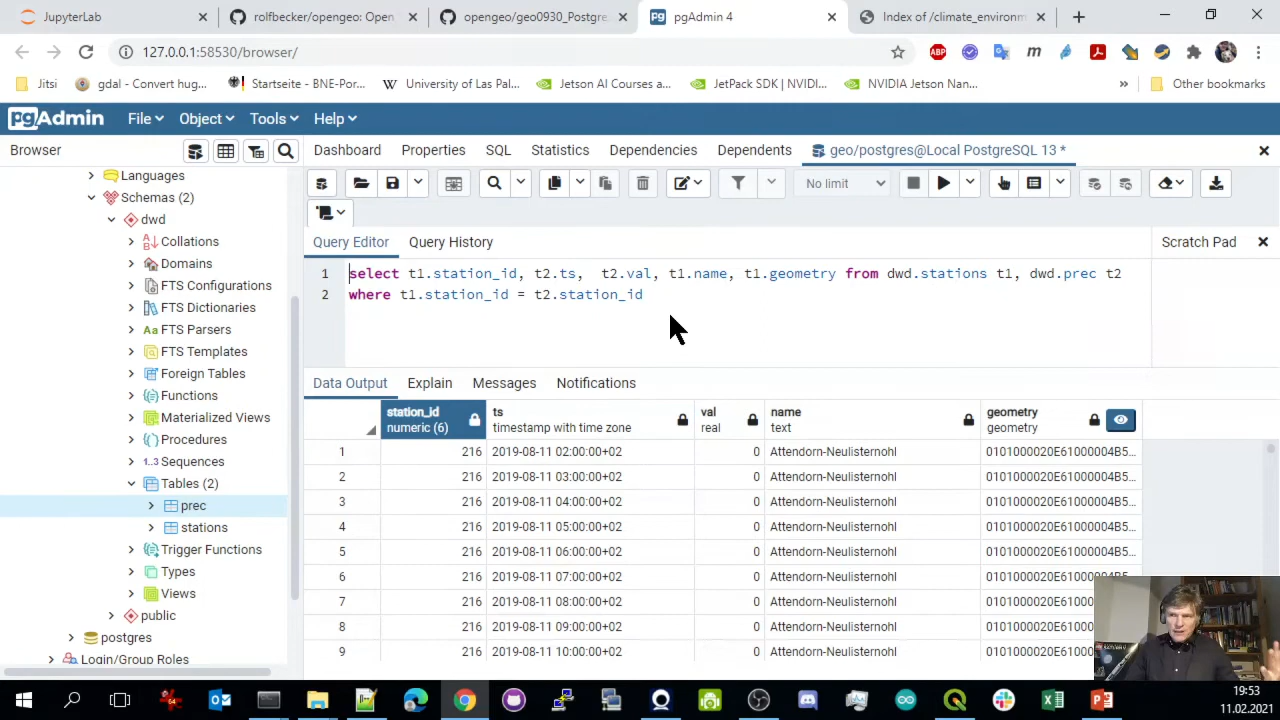 JupyterLab
rolfbecker/opengeo: Open
opengeo/geo0930_Postgre
pgAdmin 4
Index of /climate_environm
127.0.0.1:58530/browser/
ABP
Jitsi
gdal - Convert hug...
Startseite - BNE-Por...
University of Las Pal...
Jetson AI Courses a...
JetPack SDK | NVIDI...
NVIDIA Jetson Nan...
»
Other bookmarks
pgAdmin
File
Object
Tools
Help
Browser
Dashboard
Properties
SQL
Statistics
Dependencies
Dependents
geo/postgres@Local PostgreSQL 13 *
No limit
Languages
Schemas (2)
dwd
Collations
Domains
FTS Configurations
FTS Dictionaries
FTS Parsers
FTS Templates
Foreign Tables
Functions
Materialized Views
Procedures
Sequences
Tables (2)
prec
stations
Trigger Functions
Types
Views
public
postgres
Login/Group Roles
Query Editor
Query History
Scratch Pad
1 select t1.station_id, t2.ts,  t2.val, t1.name, t1.geometry from dwd.stations t1, dwd.prec t2
2 where t1.station_id = t2.station_id
Data Output
Explain
Messages
Notifications
station_id ts val name geometry
numeric (6) timestamp with time zone real text geometry
1 216 2019-08-11 02:00:00+02 0 Attendorn-Neulisternohl 0101000020E61000004B5...
2 216 2019-08-11 03:00:00+02 0 Attendorn-Neulisternohl 0101000020E61000004B5...
3 216 2019-08-11 04:00:00+02 0 Attendorn-Neulisternohl 0101000020E61000004B5...
4 216 2019-08-11 05:00:00+02 0 Attendorn-Neulisternohl 0101000020E61000004B5...
5 216 2019-08-11 06:00:00+02 0 Attendorn-Neulisternohl 0101000020E61000004B5...
6 216 2019-08-11 07:00:00+02 0 Attendorn-Neulisternohl 0101000020E61000
7 216 2019-08-11 08:00:00+02 0 Attendorn-Neulisternohl 0101000020E61000
8 216 2019-08-11 09:00:00+02 0 Attendorn-Neulisternohl 0101000020E61000
9 216 2019-08-11 10:00:00+02 0 Attendorn-Neulisternohl 0101000020E61000
19:53
11.02.2021